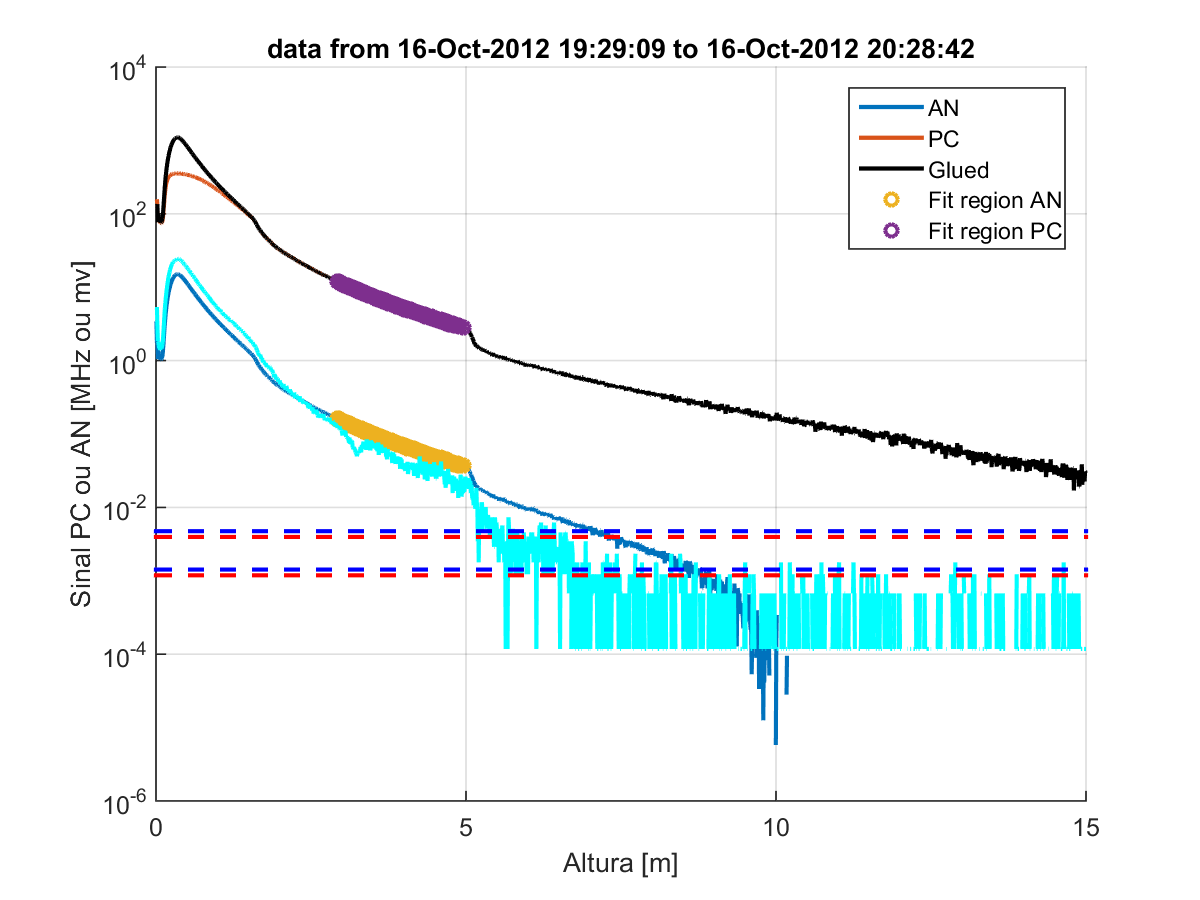 data from 16-Oct-2012 19:29:09 to 16-Oct-2012 20:28:42
10^4
10^2
10^0
10^-2
10^-4
10^-6
Sinal PC ou AN [MHz ou mv]
AN
PC
Glued
Fit region AN
Fit region PC
0 5 10 15
Altura [m]